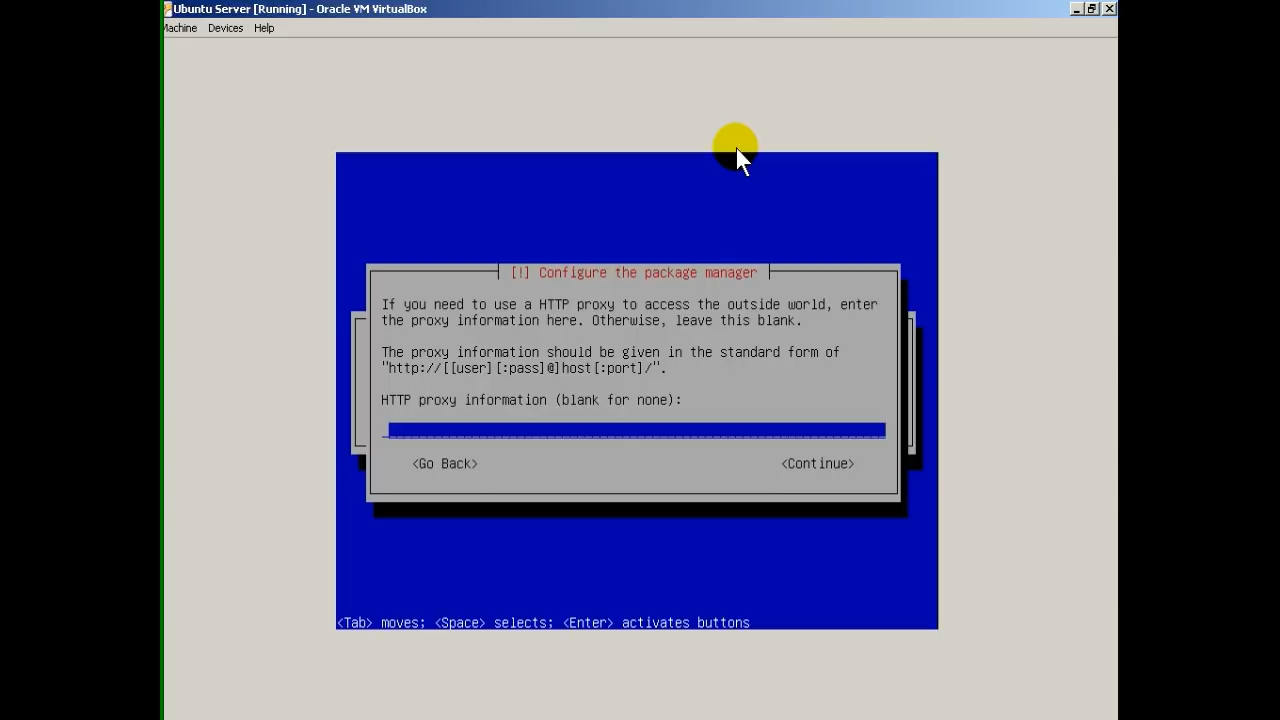 Ubuntu Server [Running] - Oracle VM VirtualBox
Machine Devices Help
[!] Configure the package manager
If you need to use a HTTP proxy to access the outside world, enter
the proxy information here. Otherwise, leave this blank.
The proxy information should be given in the standard form of
"http://[[user][:pass]@]host[:port]/".
HTTP proxy information (blank for none):
<Go Back> <Continue>
<Tab> moves; <Space> selects; <Enter> activates buttons